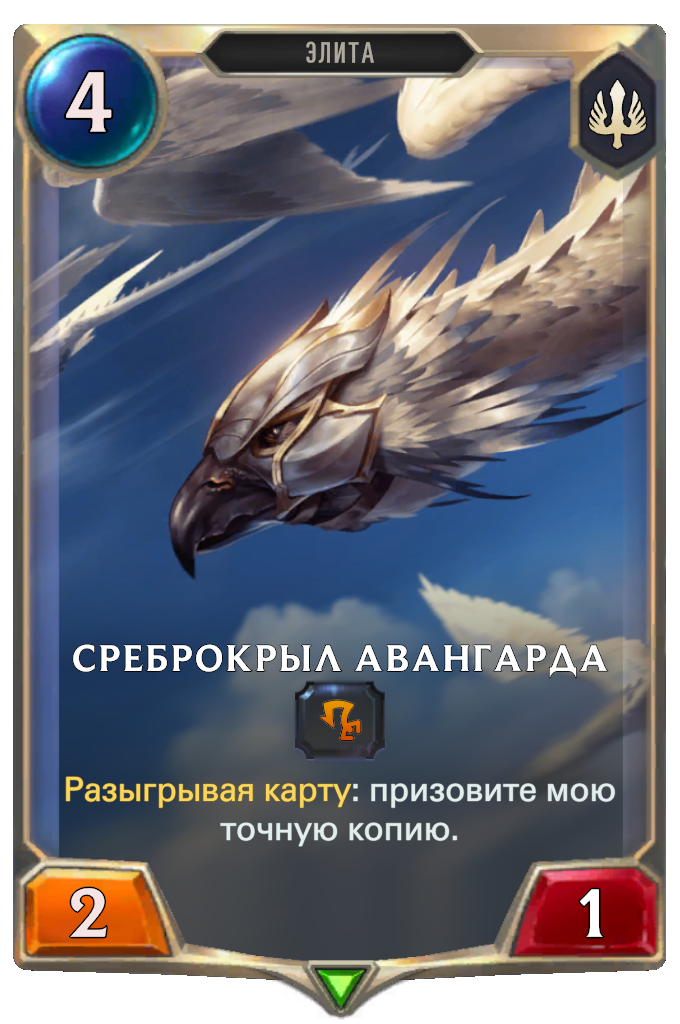 ЭЛИТА
4
СРЕБРОКРЫЛ АВАНГАРДА
Разыгрывая карту: призовите мою
точную копию.
2
1